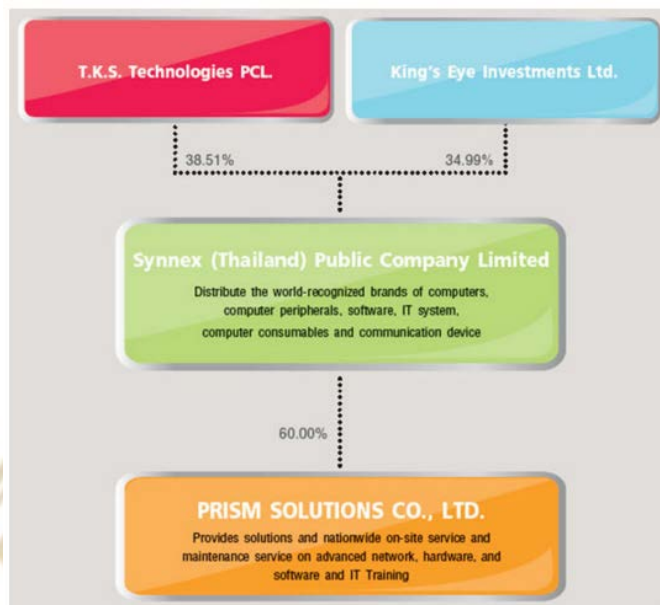 T.K.S. Technologies PCL.
King's Eye Investments Ltd.
38.51%
34.99%
Synnex (Thailand) Public Company Limited
Distribute the world-recognized brands of computers,
computer peripherals, software, IT system,
computer consumables and communication device
60.00%
PRISM SOLUTIONS CO., LTD.
Provides solutions and nationwide on-site service and
maintenance service on advanced network, hardware, and
software and IT Training